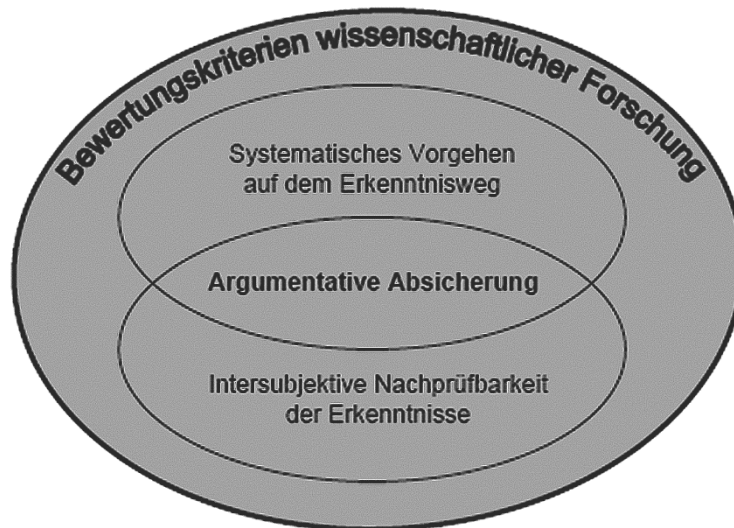 Bewertungskriterien wissenschaftlicher Forschung
Systematisches Vorgehen
auf dem Erkenntnisweg
Argumentative Absicherung
Intersubjektive Nachprüfbarkeit
der Erkenntnisse